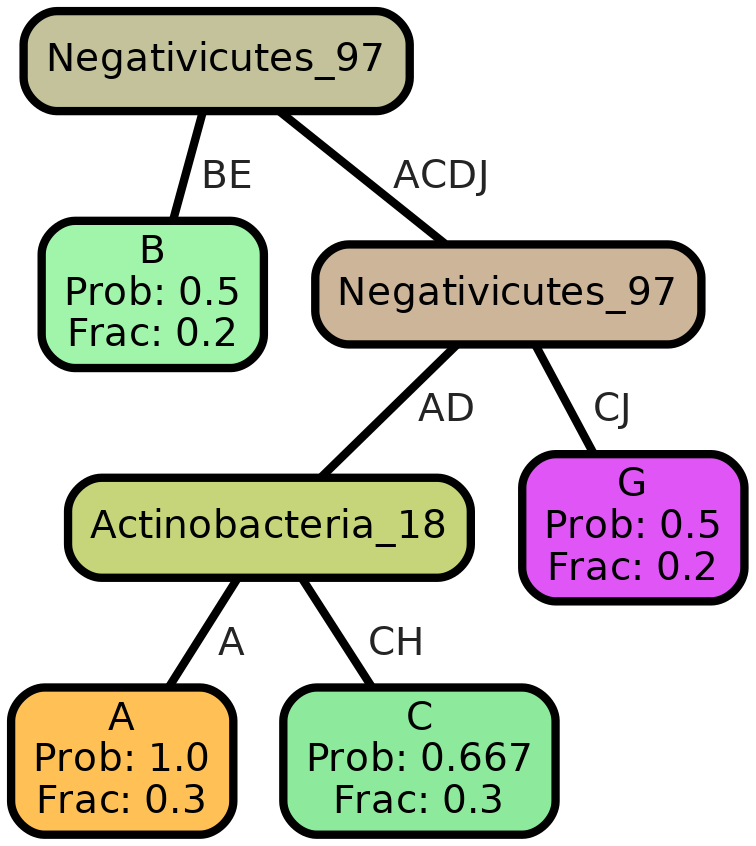 Negativicutes_97
BE
ACDJ
B
Prob: 0.5
Frac: 0.2
Negativicutes_97
AD
CJ
Actinobacteria_18
G
Prob: 0.5
Frac: 0.2
A
CH
A
Prob: 1.0
Frac: 0.3
C
Prob: 0.667
Frac: 0.3